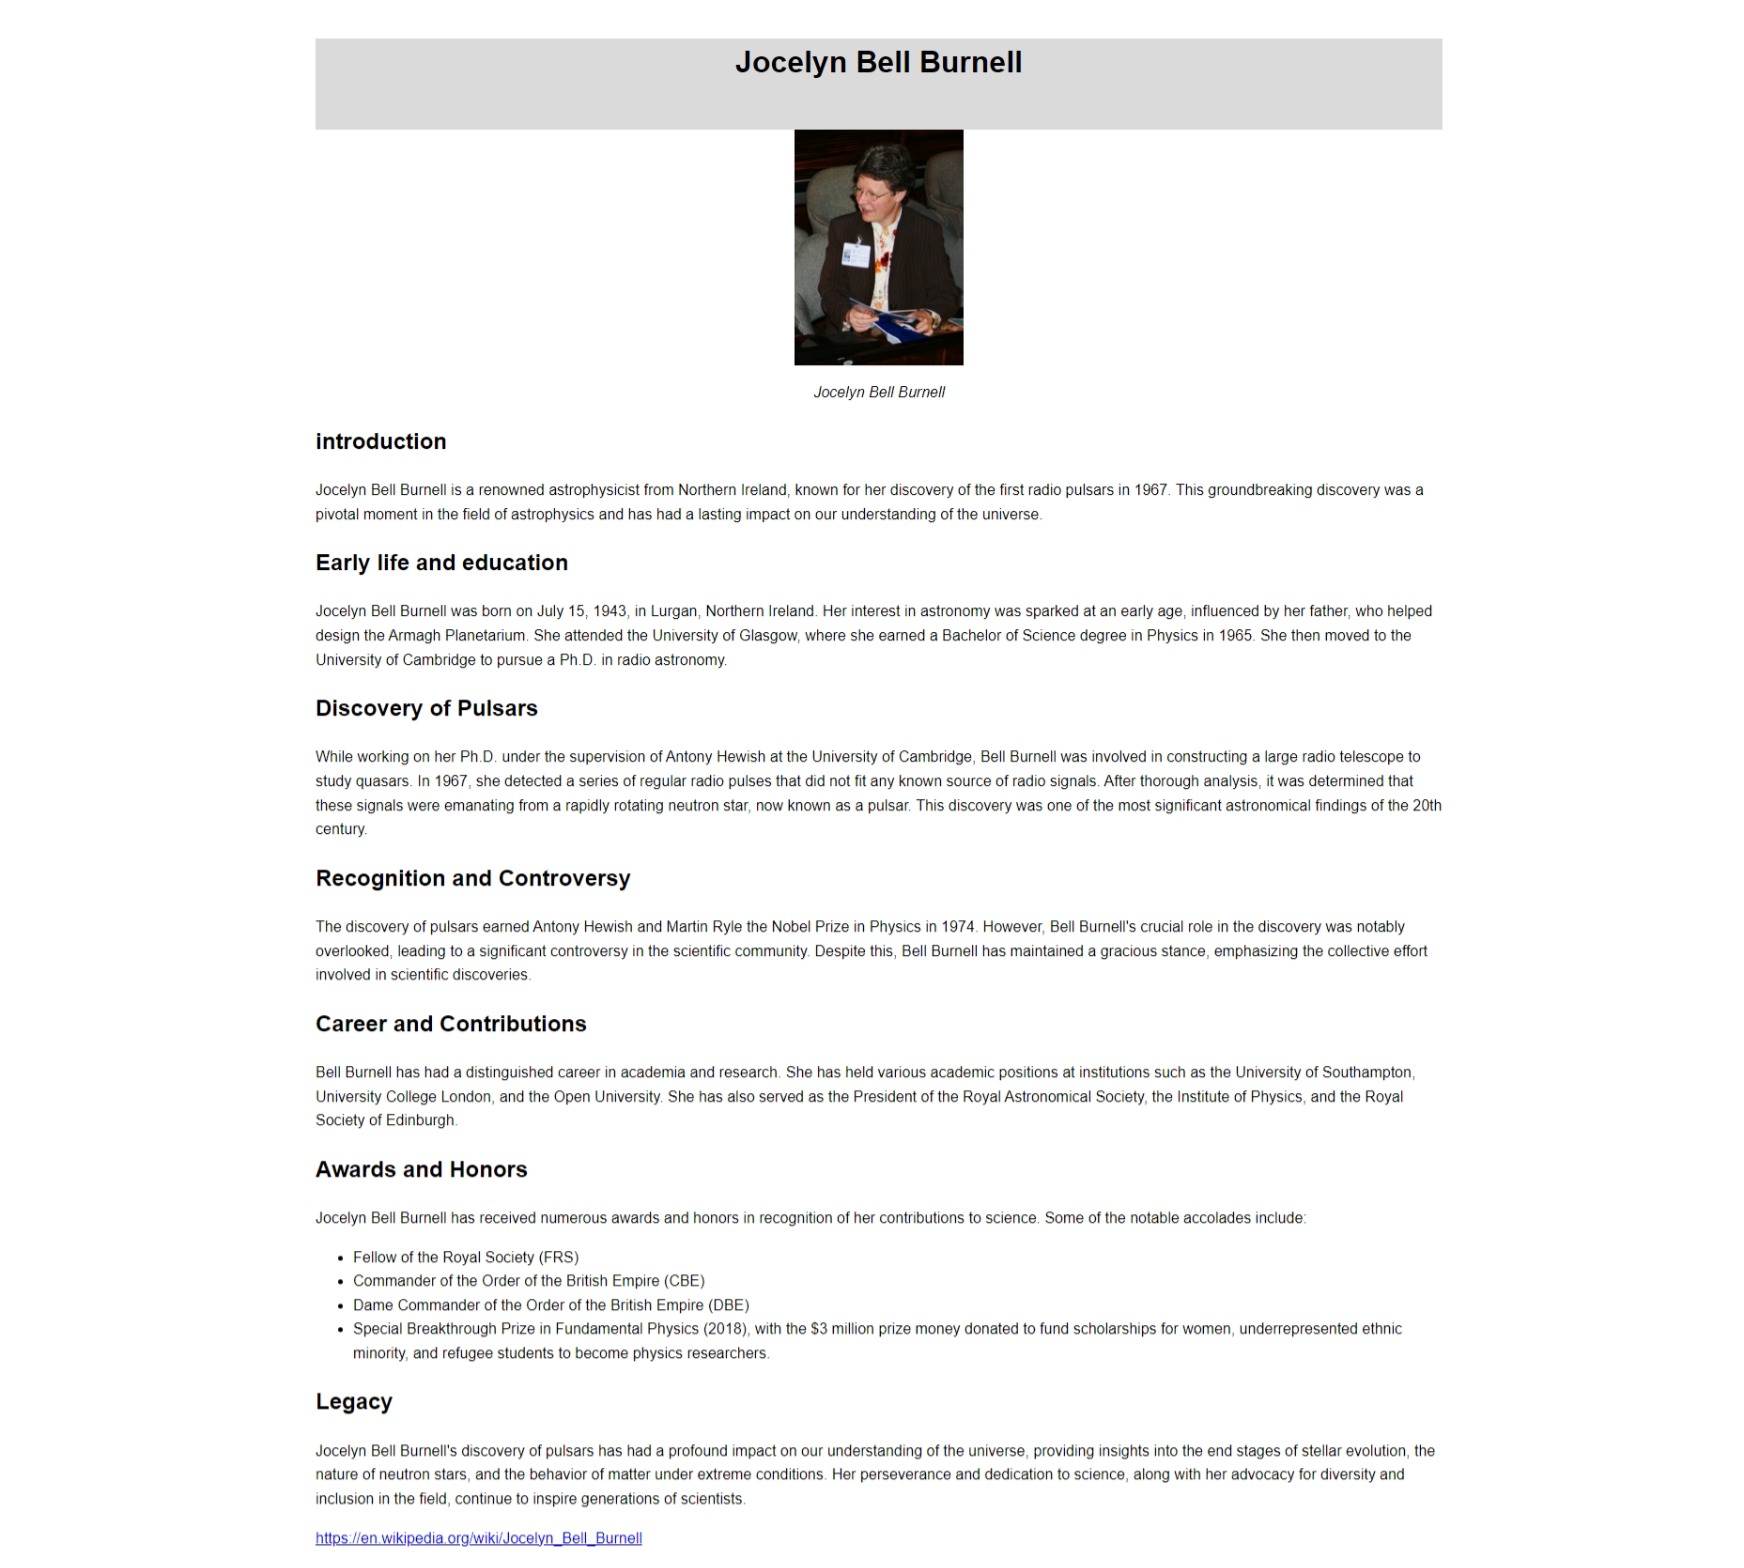 Jocelyn Bell Burnell
Jocelyn Bell Burnell
introduction
Jocelyn Bell Burnell is a renowned astrophysicist from Northern Ireland, known for her discovery of the first radio pulsars in 1967. This groundbreaking discovery was a
pivotal moment in the field of astrophysics and has had a lasting impact on our understanding of the universe.
Early life and education
Jocelyn Bell Burnell was born on July 15, 1943, in Lurgan, Northern Ireland. Her interest in astronomy was sparked at an early age, influenced by her father, who helped
design the Armagh Planetarium. She attended the University of Glasgow, where she earned a Bachelor of Science degree in Physics in 1965. She then moved to the
University of Cambridge to pursue a Ph.D. in radio astronomy.
Discovery of Pulsars
While working on her Ph.D. under the supervision of Antony Hewish at the University of Cambridge, Bell Burnell was involved in constructing a large radio telescope to
study quasars. In 1967, she detected a series of regular radio pulses that did not fit any known source of radio signals. After thorough analysis, it was determined that
these signals were emanating from a rapidly rotating neutron star, now known as a pulsar. This discovery was one of the most significant astronomical findings of the 20th
century.
Recognition and Controversy
The discovery of pulsars earned Antony Hewish and Martin Ryle the Nobel Prize in Physics in 1974. However, Bell Burnell's crucial role in the discovery was notably
overlooked, leading to a significant controversy in the scientific community. Despite this, Bell Burnell has maintained a gracious stance, emphasizing the collective effort
involved in scientific discoveries.
Career and Contributions
Bell Burnell has had a distinguished career in academia and research. She has held various academic positions at institutions such as the University of Southampton,
University College London, and the Open University. She has also served as the President of the Royal Astronomical Society, the Institute of Physics, and the Royal
Society of Edinburgh.
Awards and Honors
Jocelyn Bell Burnell has received numerous awards and honors in recognition of her contributions to science. Some of the notable accolades include:
• Fellow of the Royal Society (FRS)
• Commander of the Order of the British Empire (CBE)
• Dame Commander of the Order of the British Empire (DBE)
• Special Breakthrough Prize in Fundamental Physics (2018), with the $3 million prize money donated to fund scholarships for women, underrepresented ethnic
minority, and refugee students to become physics researchers.
Legacy
Jocelyn Bell Burnell's discovery of pulsars has had a profound impact on our understanding of the universe, providing insights into the end stages of stellar evolution, the
nature of neutron stars, and the behavior of matter under extreme conditions. Her perseverance and dedication to science, along with her advocacy for diversity and
inclusion in the field, continue to inspire generations of scientists.
https://en.wikipedia.org/wiki/Jocelyn_Bell_Burnell